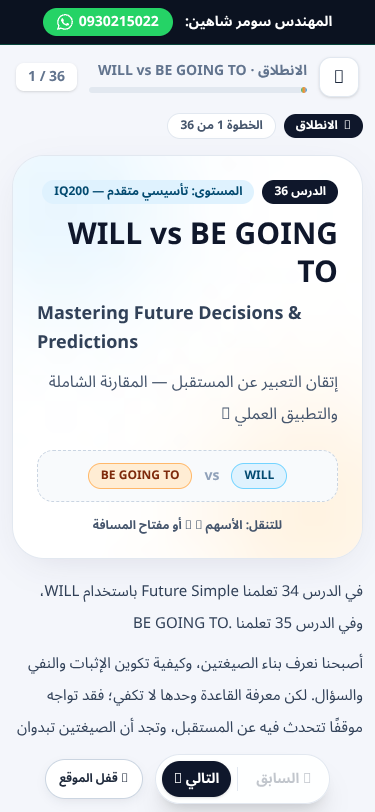 المهندس سومر شاهين: 0930215022
الانطلاق · WILL vs BE GOING TO
1 / 36
الانطلاق
الخطوة 1 من 36
الدرس 36
المستوى: تأسيسي متقدم — IQ200
WILL vs BE GOING
TO
Mastering Future Decisions &
Predictions
إتقان التعبير عن المستقبل — المقارنة الشاملة
والتطبيق العملي
WILL vs BE GOING TO
للتنقل: الأسهم أو مفتاح المسافة
في الدرس 34 تعلمنا Future Simple باستخدام WILL،
وفي الدرس 35 تعلمنا BE GOING TO.
أصبحنا نعرف بناء الصيغتين، وكيفية تكوين الإثبات والنفي
والسؤال. لكن معرفة القاعدة وحدها لا تكفي؛ فقد تواجه
موقفًا تتحدث فيه عن المستقبل، وتجد أن الصيغتين تبدوان
السابق
التالي
قفل الموقع